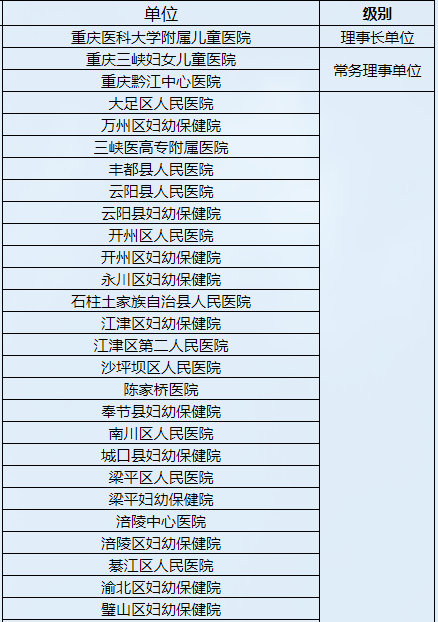 单位 级别
重庆医科大学附属儿童医院 理事长单位
重庆三峡妇女儿童医院 常务理事单位
重庆黔江中心医院
大足区人民医院
万州区妇幼保健院
三峡医高专附属医院
丰都县人民医院
云阳县人民医院
云阳县妇幼保健院
开州区人民医院
开州区妇幼保健院
永川区妇幼保健院
石柱土家族自治县人民医院
江津区妇幼保健院
江津区第二人民医院
沙坪坝区人民医院
陈家桥医院
奉节县妇幼保健院
南川区人民医院
城口县妇幼保健院
梁平区人民医院
梁平妇幼保健院
涪陵中心医院
涪陵区妇幼保健院
綦江区人民医院
渝北区妇幼保健院
璧山区妇幼保健院